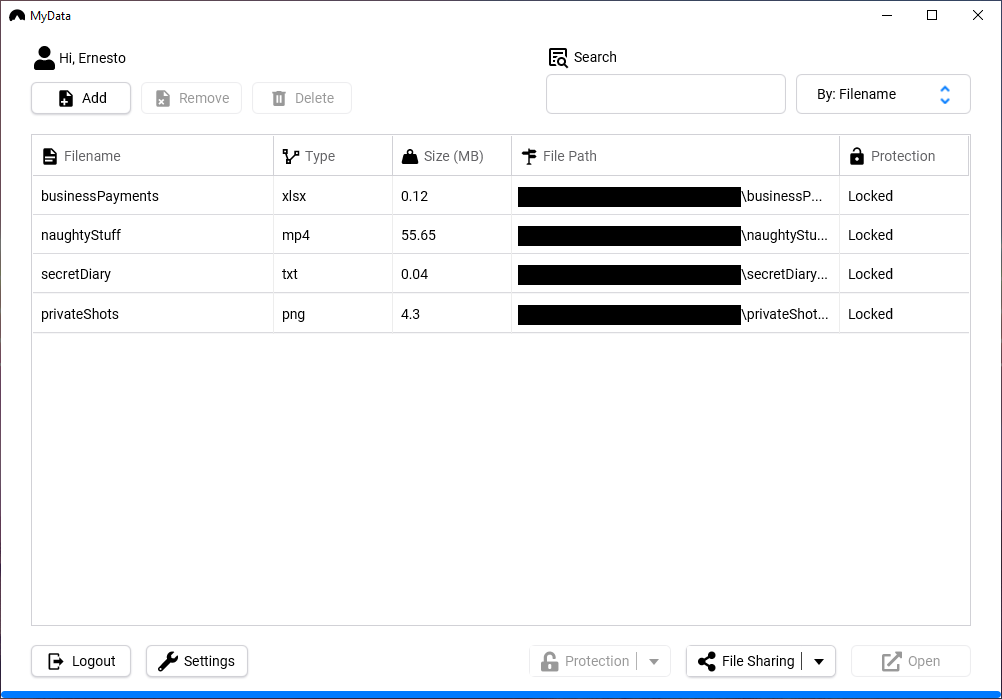 MyData
Hi, Ernesto
Search
Add Remove Delete
By: Filename
Filename Type Size (MB) File Path Protection
businessPayments xlsx 0.12 \businessP... Locked
naughtyStuff mp4 55.65 \naughtyStu... Locked
secretDiary txt 0.04 \secretDiary... Locked
privateShots png 4.3 \privateShot... Locked
Logout Settings Protection File Sharing Open